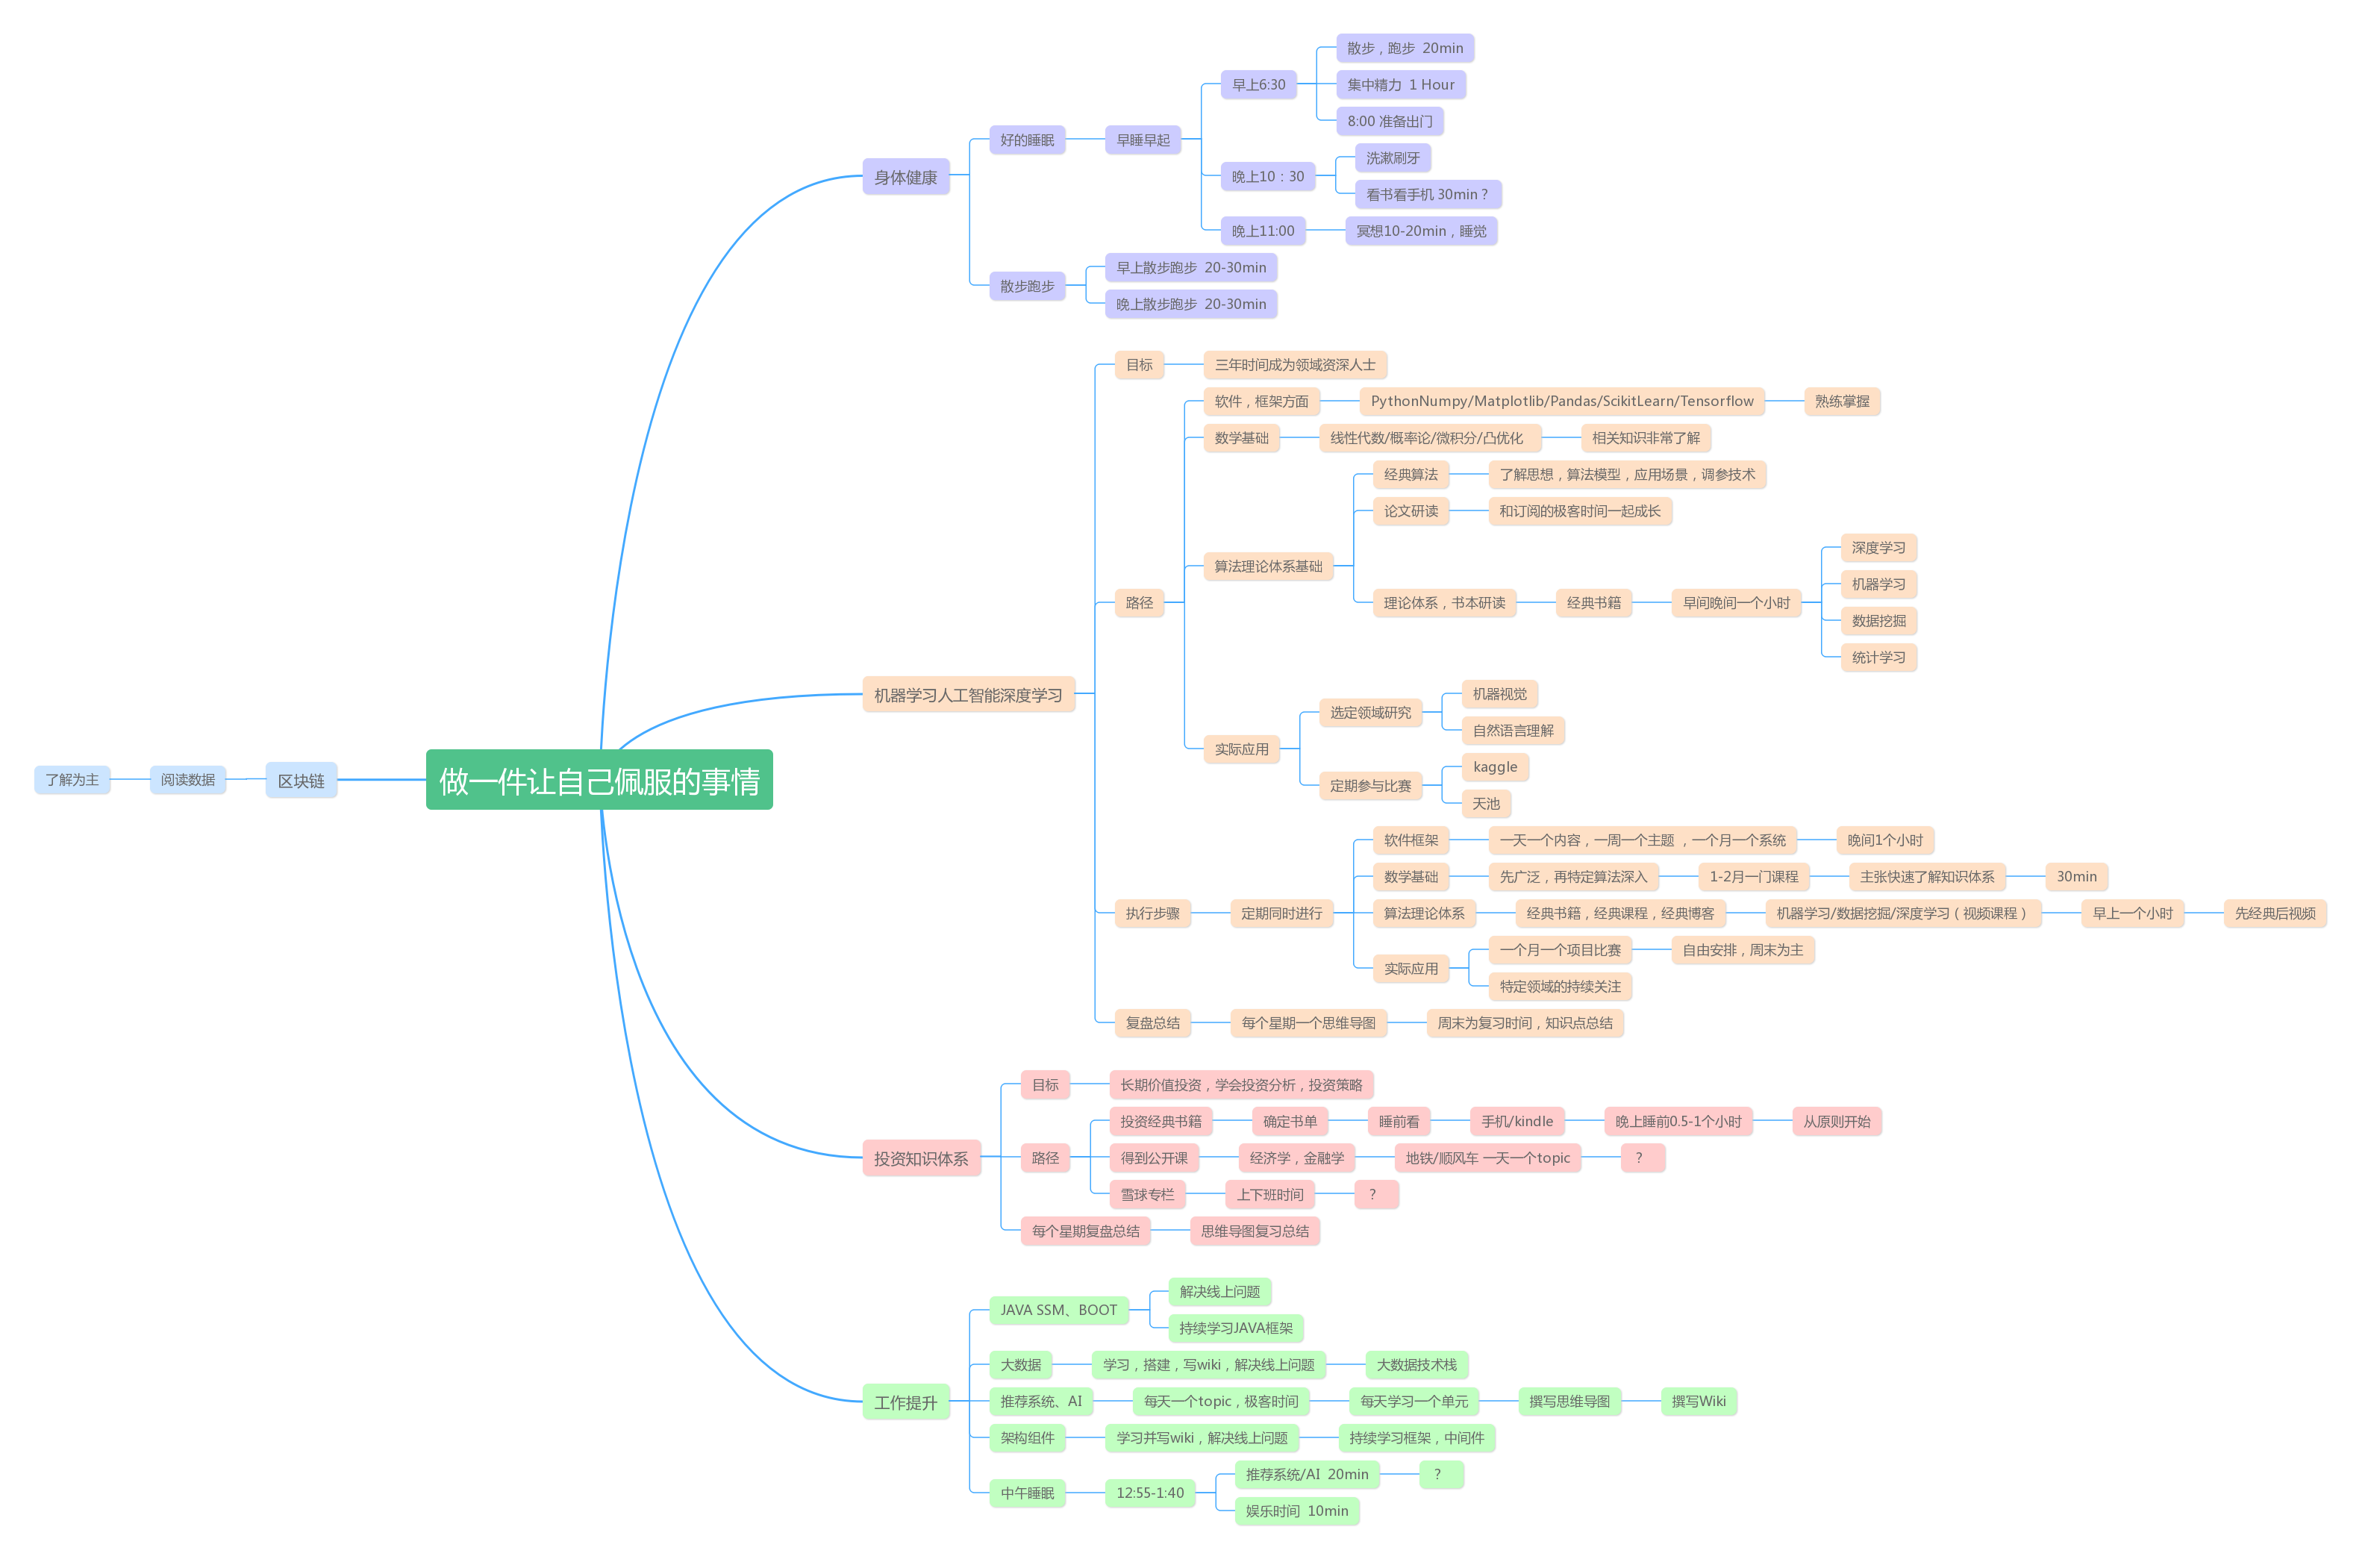 做一件让自己佩服的事情
身体健康
好的睡眠
早睡早起
早上6:30
散步，跑步 20min
集中精力 1 Hour
8:00 准备出门
晚上10：30
洗漱刷牙
看书看手机 30min？
晚上11:00
冥想10-20min，睡觉
散步跑步
早上散步跑步 20-30min
晚上散步跑步 20-30min
机器学习人工智能深度学习
目标
三年时间成为领域资深人士
路径
软件，框架方面
PythonNumpy/Matplotlib/Pandas/ScikitLearn/Tensorflow
熟练掌握
数学基础
线性代数/概率论/微积分/凸优化
相关知识非常了解
算法理论体系基础
经典算法
了解思想，算法模型，应用场景，调参技术
论文研读
和订阅的极客时间一起成长
理论体系，书本研读
经典书籍
早间晚间一个小时
深度学习
机器学习
数据挖掘
统计学习
实际应用
选定领域研究
机器视觉
自然语言理解
定期参与比赛
kaggle
天池
执行步骤
定期同时进行
软件框架
一天一个内容，一周一个主题 ，一个月一个系统
晚间1个小时
数学基础
先广泛，再特定算法深入
1-2月一门课程
主张快速了解知识体系
30min
算法理论体系
经典书籍，经典课程，经典博客
机器学习/数据挖掘/深度学习（视频课程）
早上一个小时
先经典后视频
实际应用
一个月一个项目比赛
自由安排，周末为主
特定领域的持续关注
复盘总结
每个星期一个思维导图
周末为复习时间，知识点总结
投资知识体系
目标
长期价值投资，学会投资分析，投资策略
路径
投资经典书籍
确定书单
睡前看
手机/kindle
晚上睡前0.5-1个小时
从原则开始
得到公开课
经济学，金融学
地铁/顺风车 一天一个topic
？
雪球专栏
上下班时间
？
每个星期复盘总结
思维导图复习总结
工作提升
JAVA SSM、BOOT
解决线上问题
持续学习JAVA框架
大数据
学习，搭建，写wiki，解决线上问题
大数据技术栈
推荐系统、AI
每天一个topic，极客时间
每天学习一个单元
撰写思维导图
撰写Wiki
架构组件
学习并写wiki，解决线上问题
持续学习框架，中间件
中午睡眠
12:55-1:40
推荐系统/AI 20min
？
娱乐时间 10min
区块链
阅读数据
了解为主